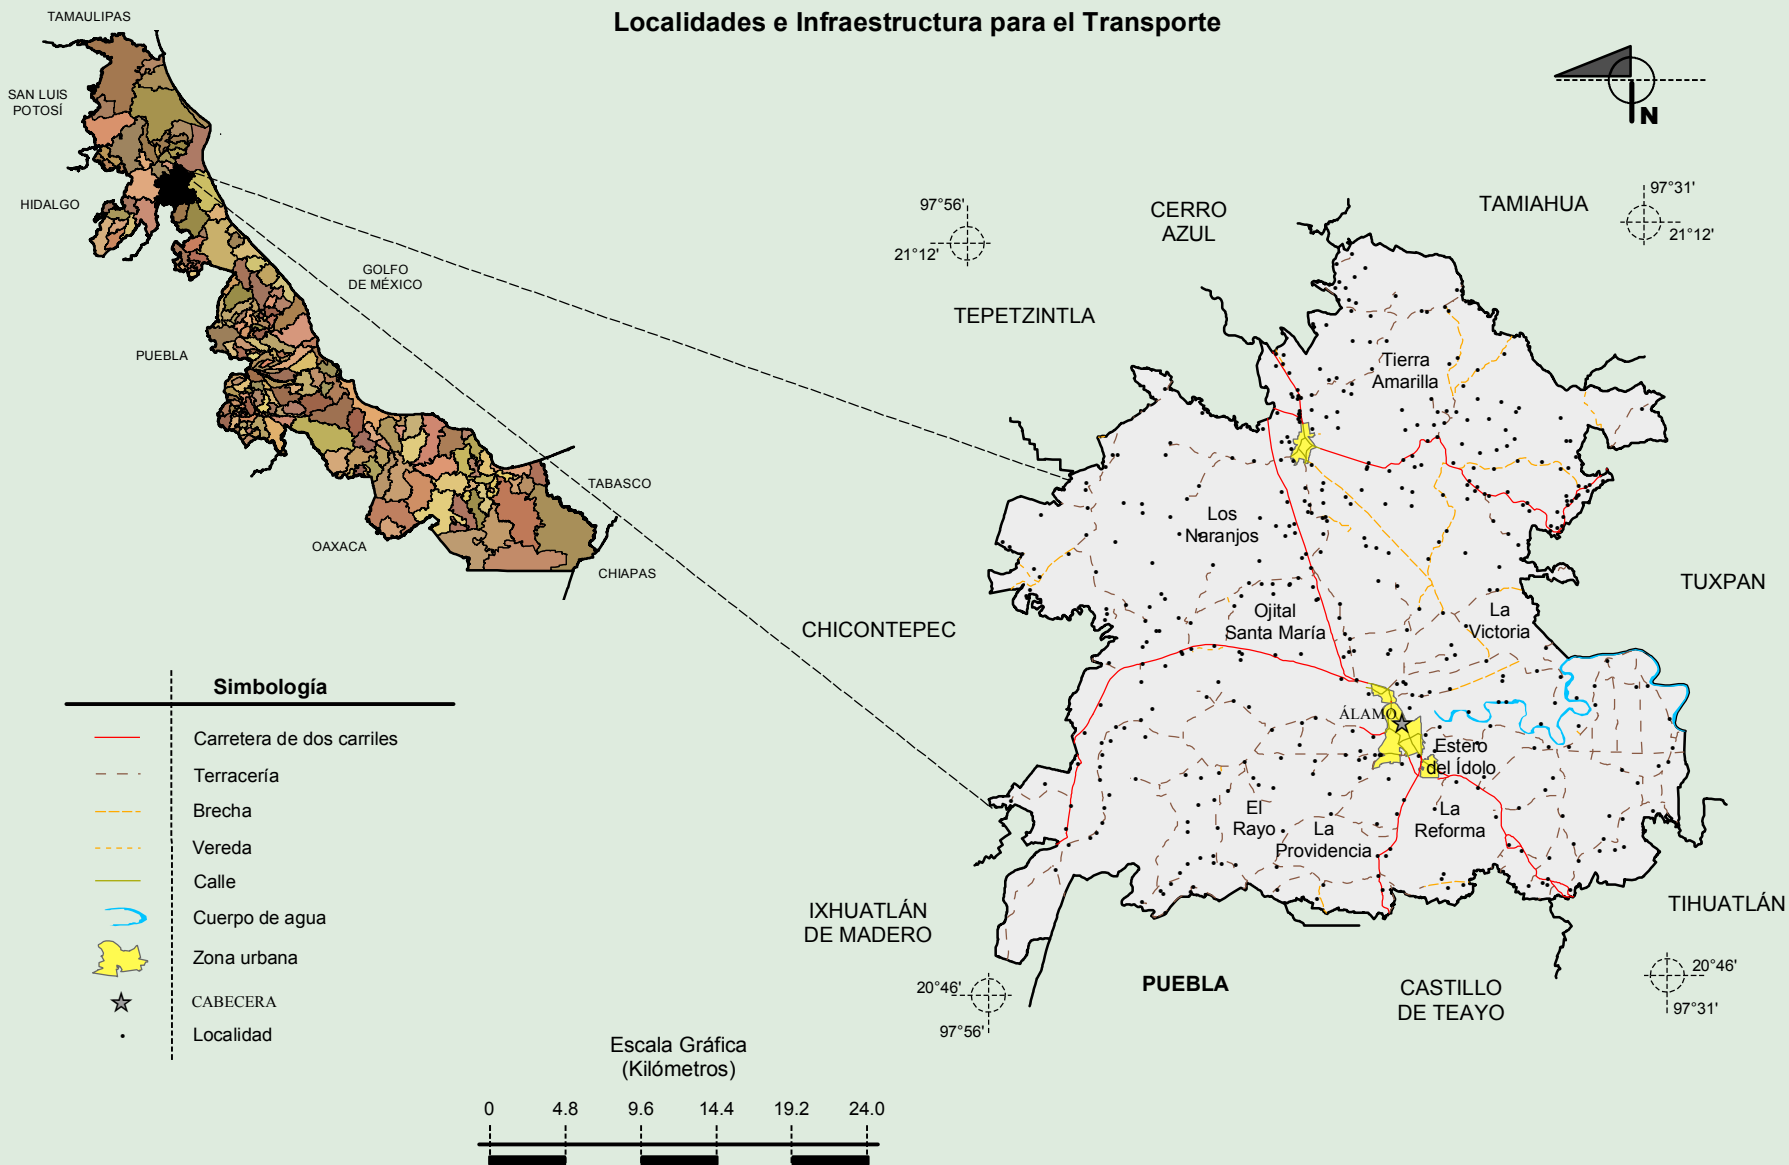 Localidades e Infraestructura para el Transporte
TAMAULIPAS
SAN LUIS
POTOSÍ
HIDALGO
GOLFO
DE MÉXICO
PUEBLA
TABASCO
OAXACA
CHIAPAS
N
97°56'
21°12'
CERRO
AZUL
TAMIAHUA
97°31'
21°12'
TEPETZINTLA
Tierra
Amarilla
Los
Naranjos
TUXPAN
CHICONTEPEC
Ojital
Santa María
La
Victoria
ÁLAMO
Estero
del Ídolo
El
Rayo
La
Providencia
La
Reforma
IXHUATLÁN
DE MADERO
TIHUATLÁN
20°46'
97°56'
PUEBLA
CASTILLO
DE TEAYO
20°46'
97°31'
Simbología
Carretera de dos carriles
Terracería
Brecha
Vereda
Calle
Cuerpo de agua
Zona urbana
CABECERA
Localidad
Escala Gráfica
(Kilómetros)
0 4.8 9.6 14.4 19.2 24.0